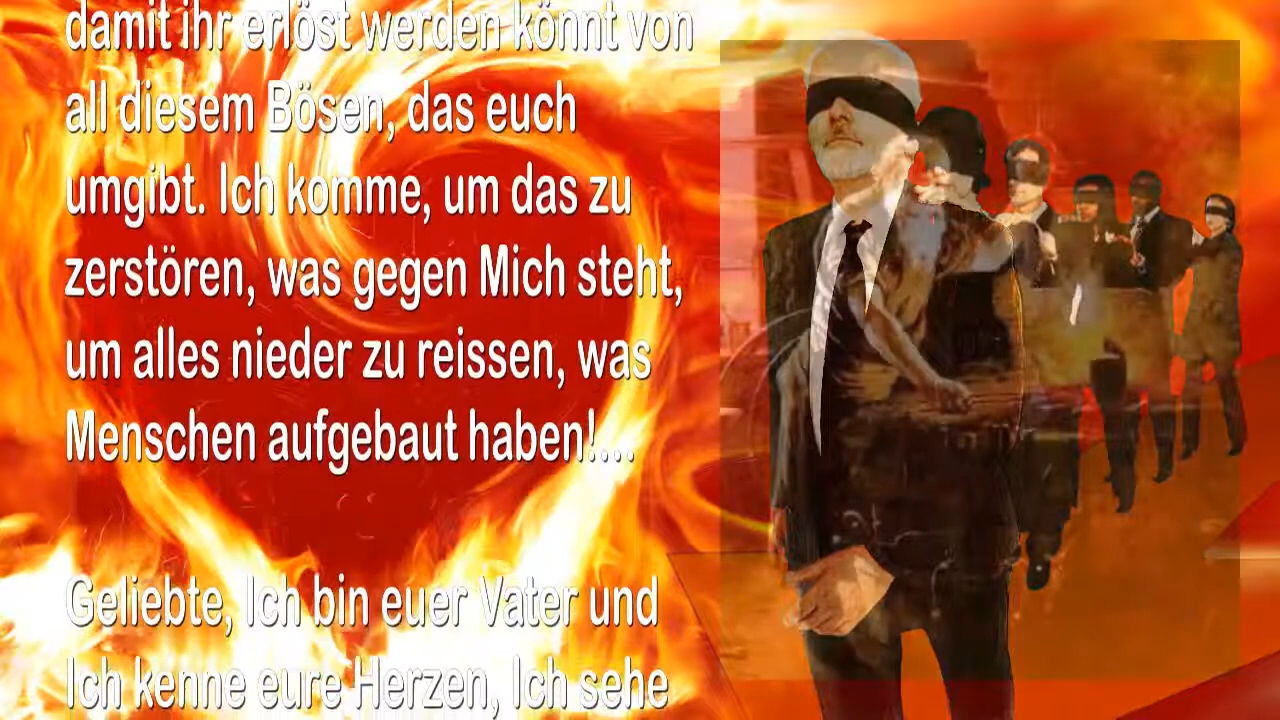 damit ihr erlöst werden könnt von
all diesem Bösen, das euch
umgibt. Ich komme, um das zu
zerstören, was gegen Mich steht,
um alles nieder zu reissen, was
Menschen aufgebaut haben!...
Geliebte, Ich bin euer Vater und
Ich kenne eure Herzen, Ich sehe